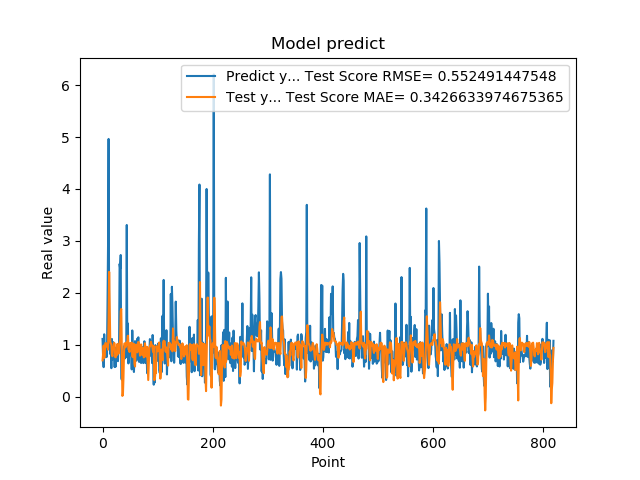 Model predict
Predict y... Test Score RMSE= 0.552491447548
Test y... Test Score MAE= 0.3426633974675365
Real value
6
5
4
3
2
1
0
0 200 400 600 800
Point